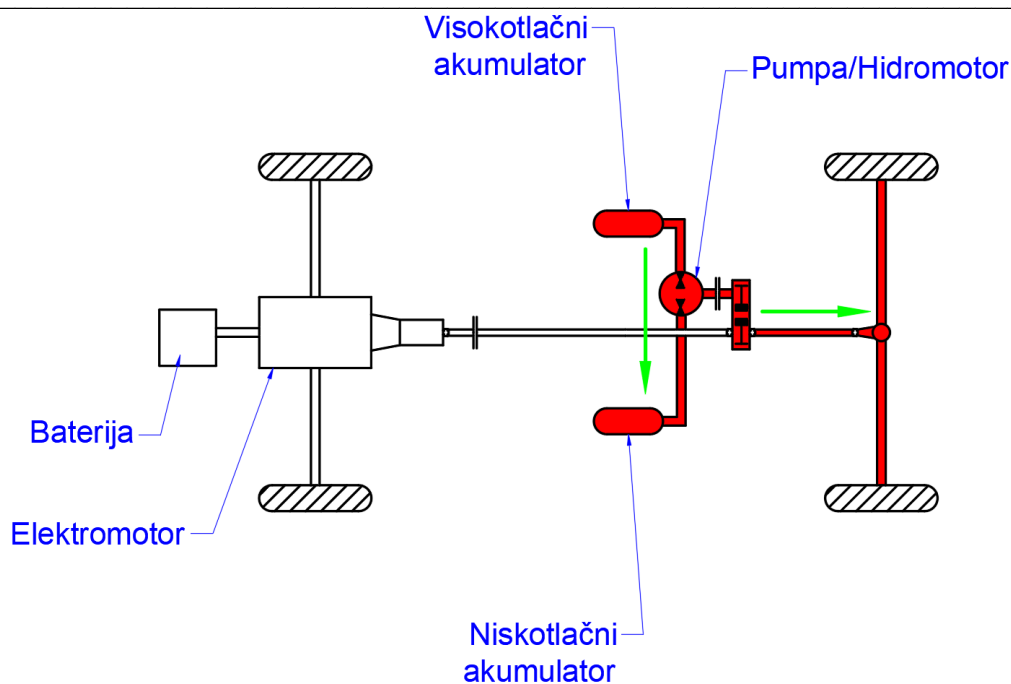 Visokotlačni
akumulator
Pumpa/Hidromotor
Baterija
Elektromotor
Niskotlačni
akumulator